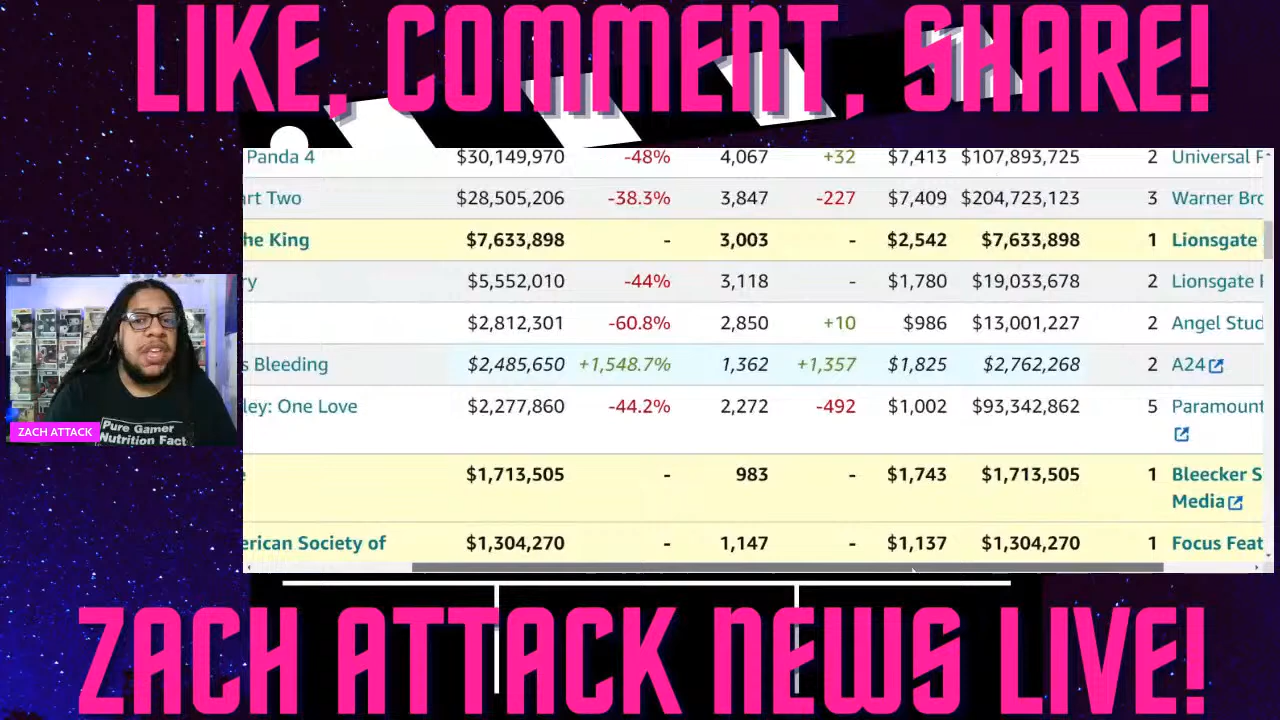 LIKE, COMMENT, SHARE!
Panda 4 $30,149,970 -48% 4,067 +32 $7,413 $107,893,725 2 Universal P
art Two $28,505,206 -38.3% 3,847 -227 $7,409 $204,723,123 3 Warner Bro
he King $7,633,898 - 3,003 - $2,542 $7,633,898 1 Lionsgate
ry $5,552,010 -44% 3,118 - $1,780 $19,033,678 2 Lionsgate
$2,812,301 -60.8% 2,850 +10 $986 $13,001,227 2 Angel Stud
s Bleeding $2,485,650 +1,548.7% 1,362 +1,357 $1,825 $2,762,268 2 A24
ley: One Love $2,277,860 -44.2% 2,272 -492 $1,002 $93,342,862 5 Paramount
$1,713,505 - 983 - $1,743 $1,713,505 1 Bleecker S
Media
erican Society of $1,304,270 - 1,147 - $1,137 $1,304,270 1 Focus Feat
Pure Gamer
Nutrition Fact
ZACH ATTACK
ZACH ATTACK NEWS LIVE!